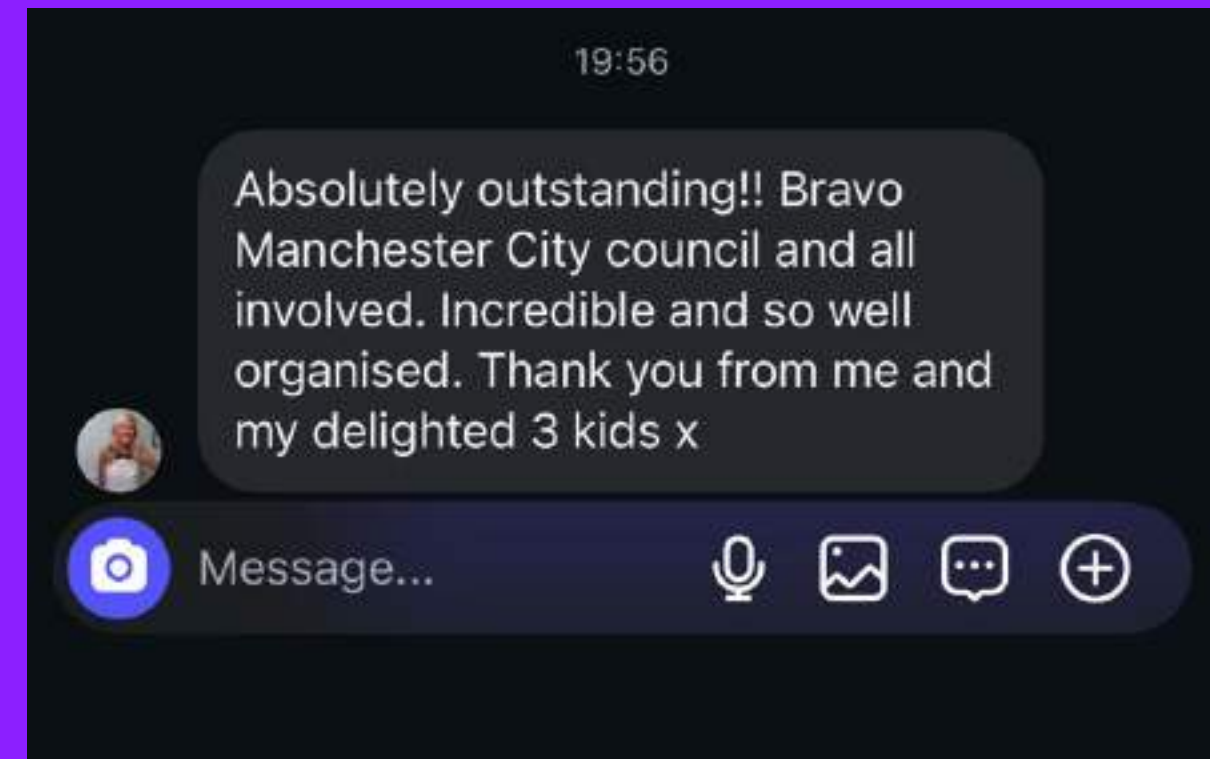 19:56
Absolutely outstanding!! Bravo
Manchester City council and all
involved. Incredible and so well
organised. Thank you from me and
my delighted 3 kids x
Message...